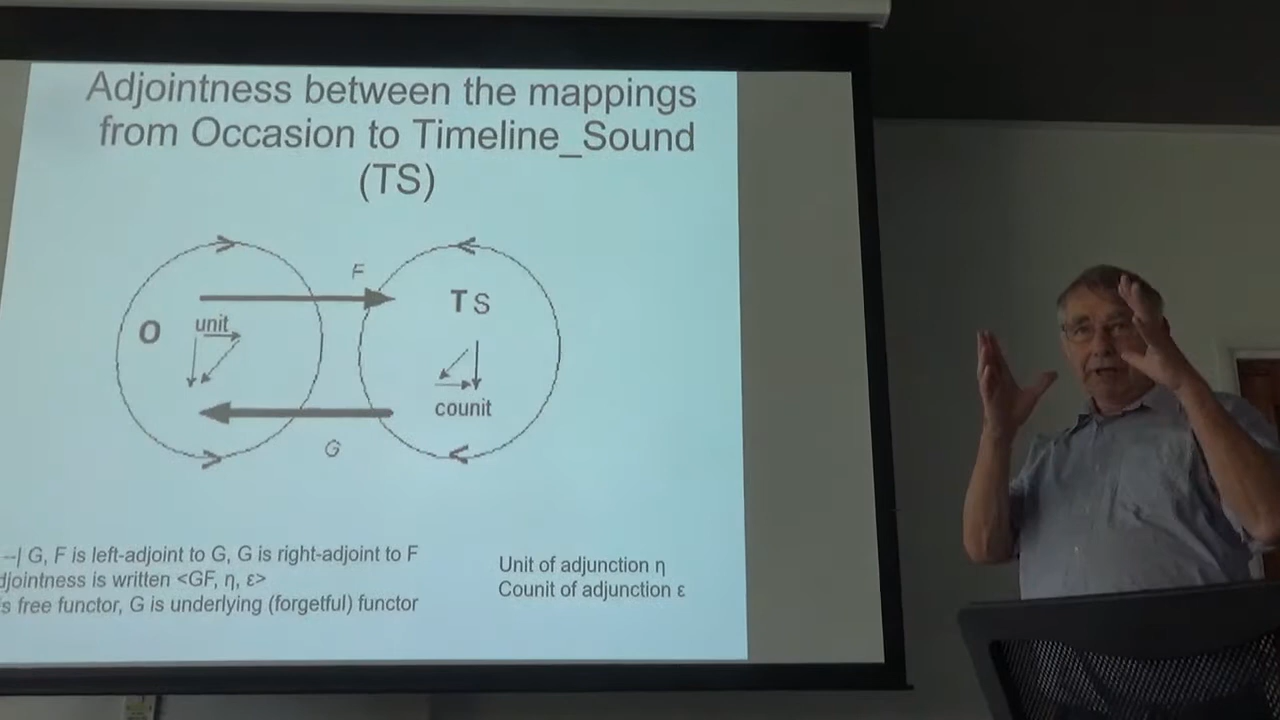 Adjointness between the mappings
from Occasion to Timeline_Sound
(TS)
F
O
unit
TS
counit
G
--| G, F is left-adjoint to G, G is right-adjoint to F
djointness is written <GF, η, ε>
s free functor, G is underlying (forgetful) functor
Unit of adjunction η
Counit of adjunction ε